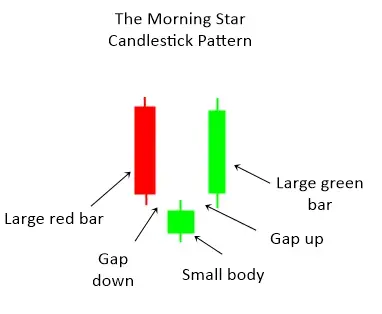 The Morning Star
Candlestick Pattern
Large green
bar
Large red bar
Gap up
Gap
down
Small body